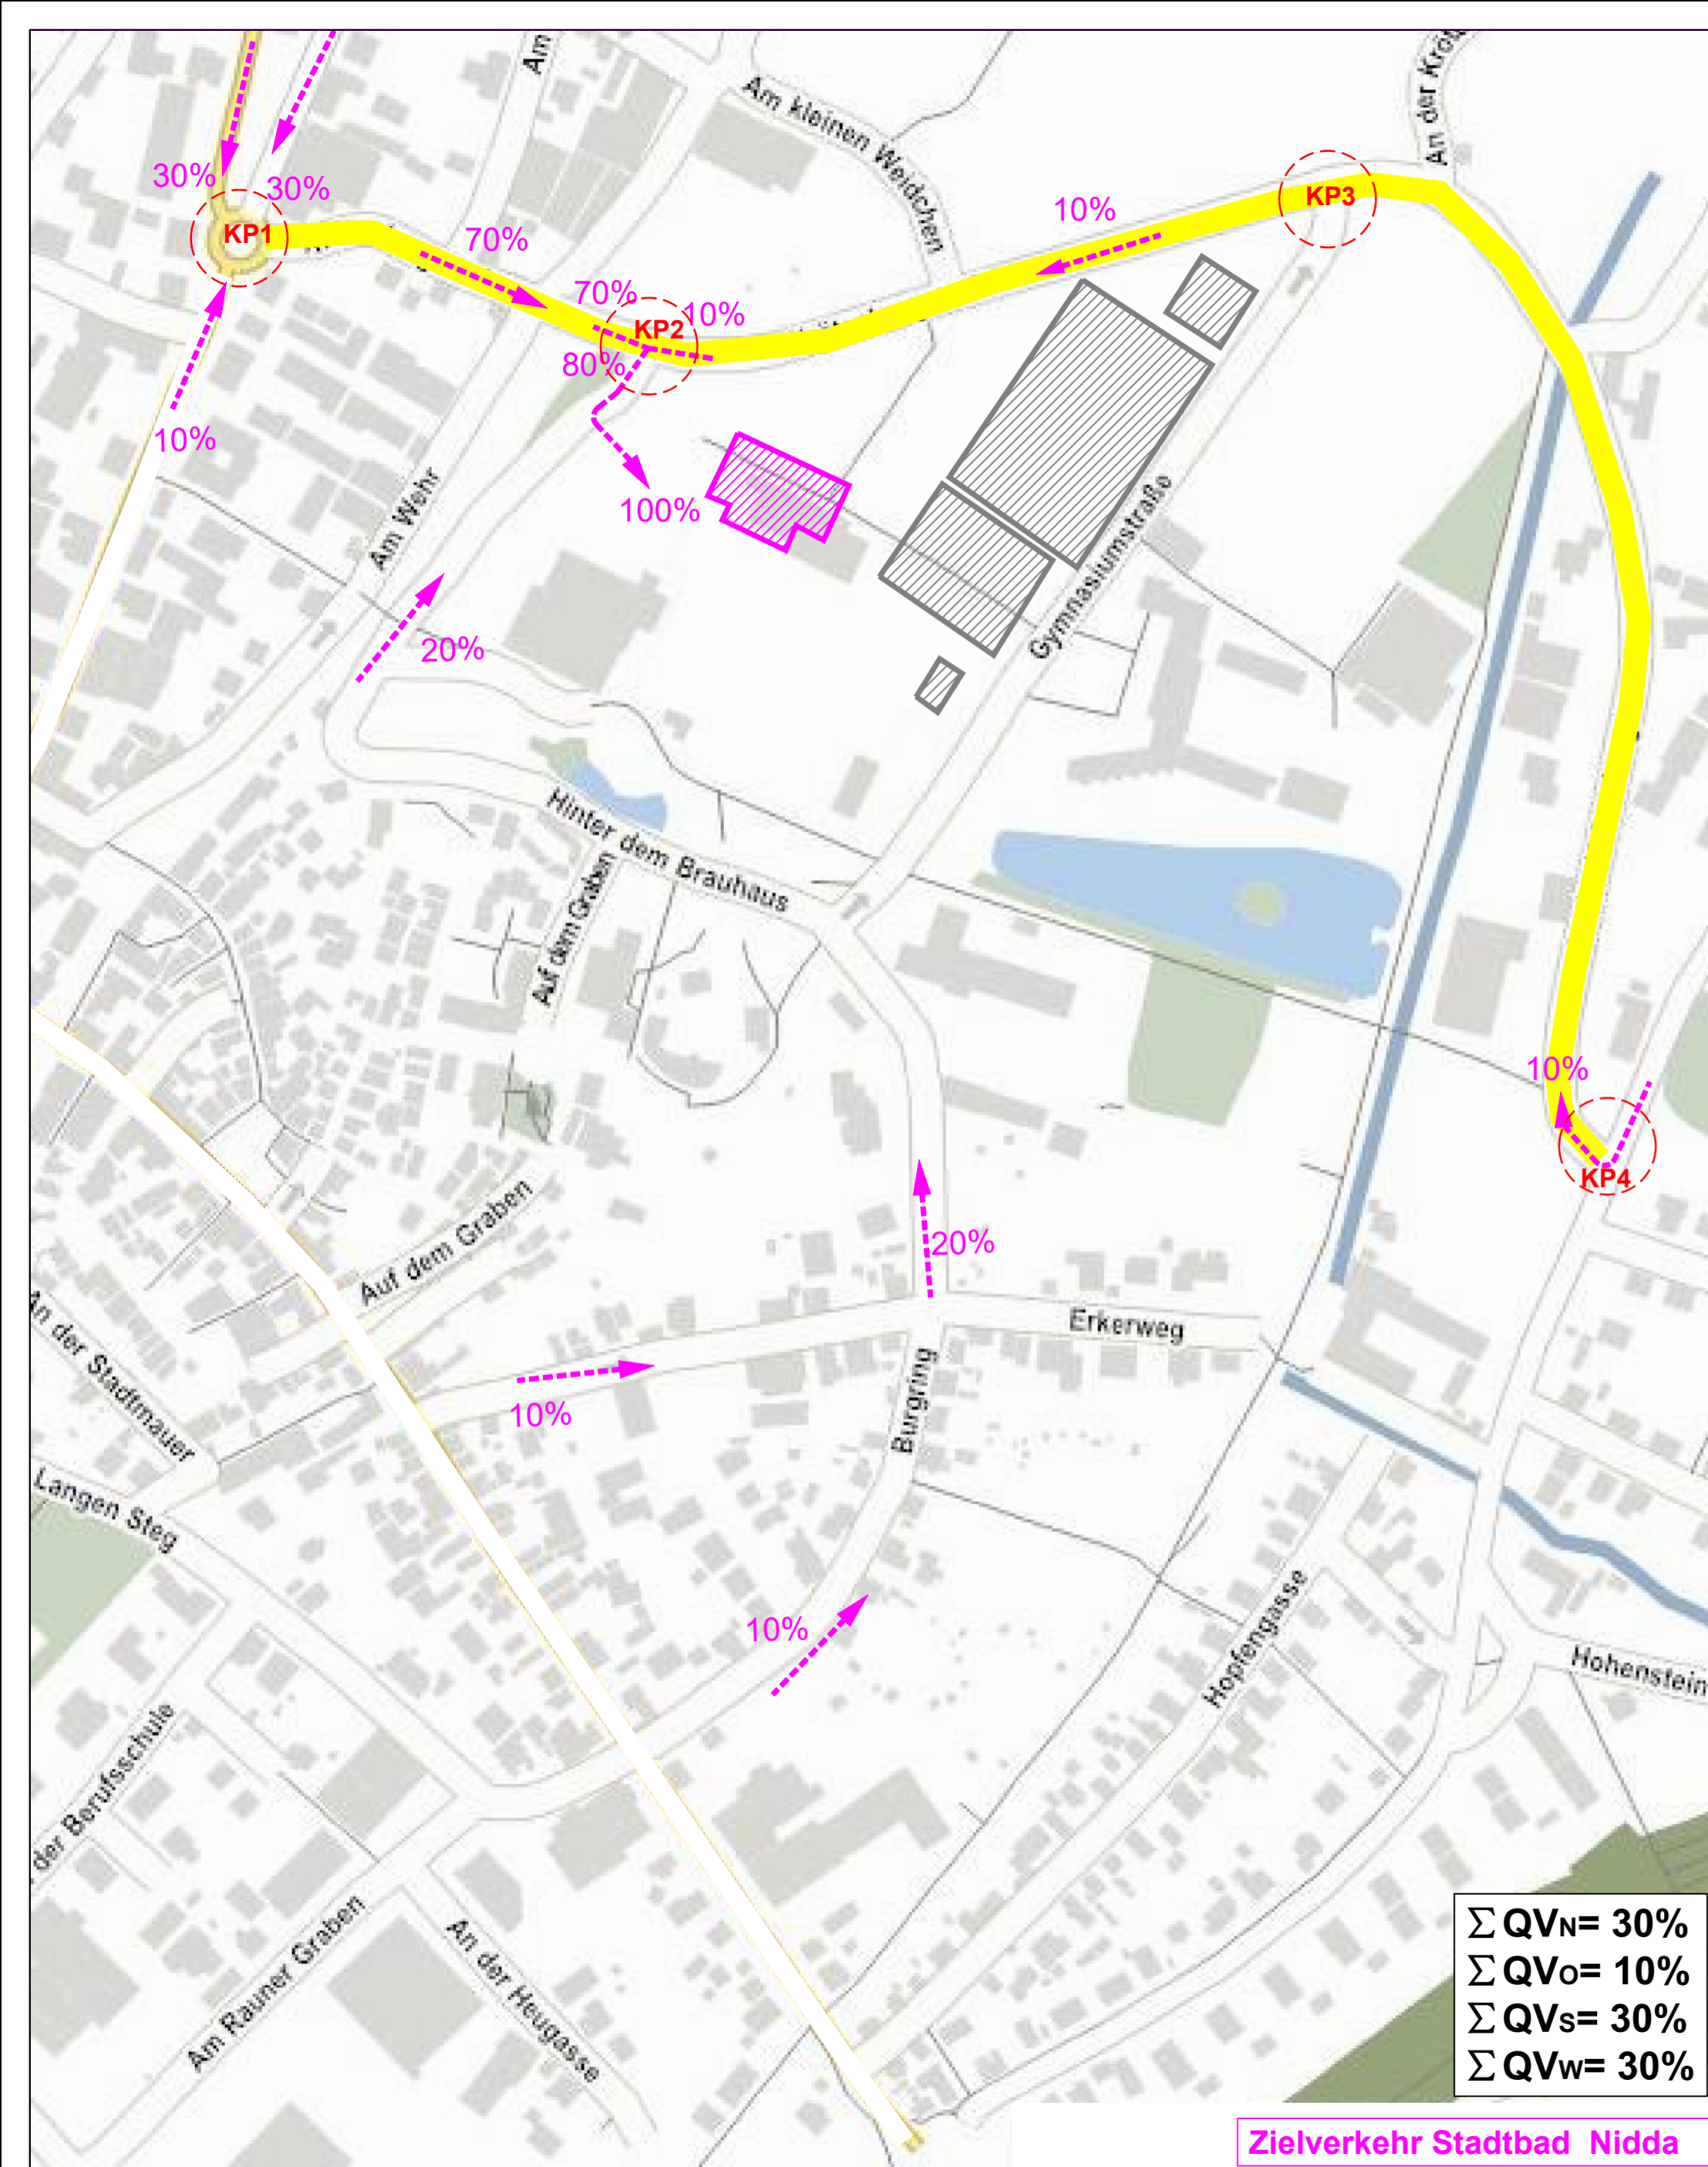 Am
An der Kröt
Am kleinen Weidchen
30%
30%
KP1
KP3
10%
70%
70%
10%
KP2
80%
10%
100%
Am Wehr
Gymnasiumstraße
20%
Hinter dem Brauhaus
Auf dem Graben
10%
KP4
Auf dem Graben
20%
Erkerweg
An der Stadtmauer
10%
Burgring
Langen Steg
10%
Hopfengasse
Hohenstein
der Berufsschule
Am Rauner Graben
An der Heugasse
∑QVN= 30%
∑QVO= 10%
∑QVS= 30%
∑QVW= 30%
Zielverkehr Stadtbad Nidda